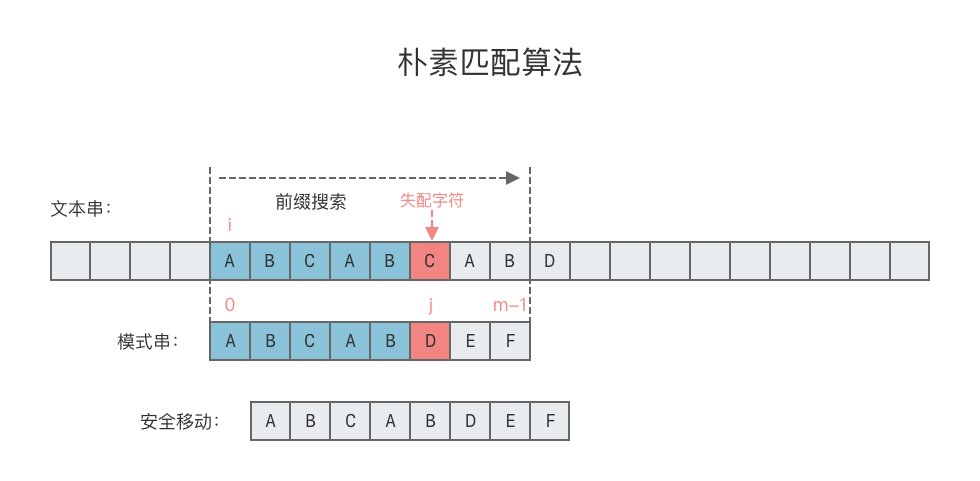 朴素匹配算法
前缀搜索
失配字符
文本串：
i
A B C A B C A B D
0 j m-1
模式串：
A B C A B D E F
安全移动：
A B C A B D E F